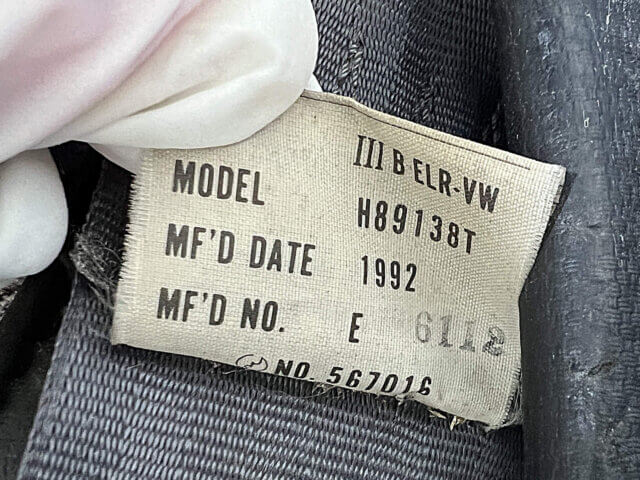 III B ELR-VW
MODEL H89138T
MF'D DATE 1992
MF'D NO. E 6112
NO. 567016